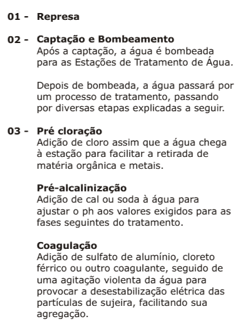 01 - Represa
02 - Captação e Bombeamento
Após a captação, a água é bombeada
para as Estações de Tratamento de Água.
Depois de bombeada, a água passará por
um processo de tratamento, passando
por diversas etapas explicadas a seguir.
03 - Pré cloração
Adição de cloro assim que a água chega
à estação para facilitar a retirada de
matéria orgânica e metais.
Pré-alcalinização
Adição de cal ou soda à água para
ajustar o ph aos valores exigidos para as
fases seguintes do tratamento.
Coagulação
Adição de sulfato de alumínio, cloreto
férrico ou outro coagulante, seguido de
uma agitação violenta da água para
provocar a desestabilização elétrica das
partículas de sujeira, facilitando sua
agregação.